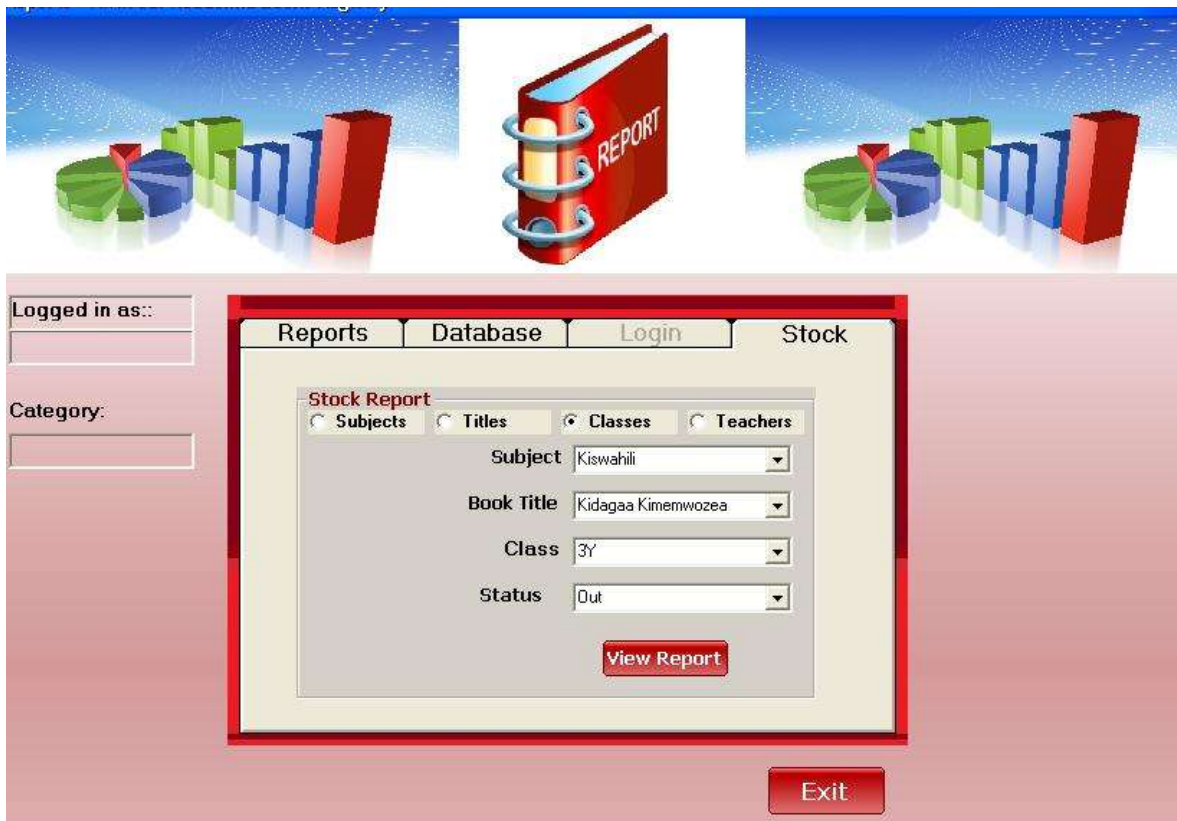 REPORT
Logged in as::
Category:
Reports Database Login Stock
Stock Report
Subjects Titles Classes Teachers
Subject Kiswahili
Book Title Kidagaa Kimemwozea
Class 3Y
Status Out
View Report
Exit